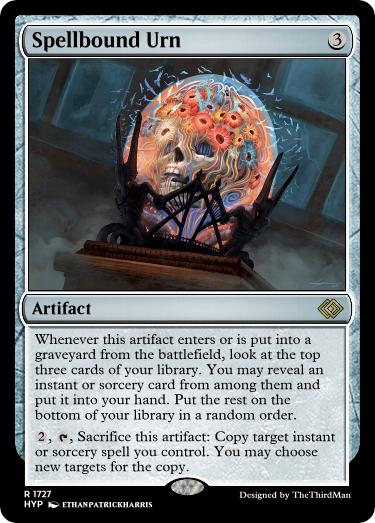 Spellbound Urn 3
Artifact
Whenever this artifact enters or is put into a
graveyard from the battlefield, look at the top
three cards of your library. You may reveal an
instant or sorcery card from among them and
put it into your hand. Put the rest on the
bottom of your library in a random order.
2, , Sacrifice this artifact: Copy target instant
or sorcery spell you control. You may choose
new targets for the copy.
R 1727
HYP ETHANPATRICKHARRIS
Designed by TheThirdMan